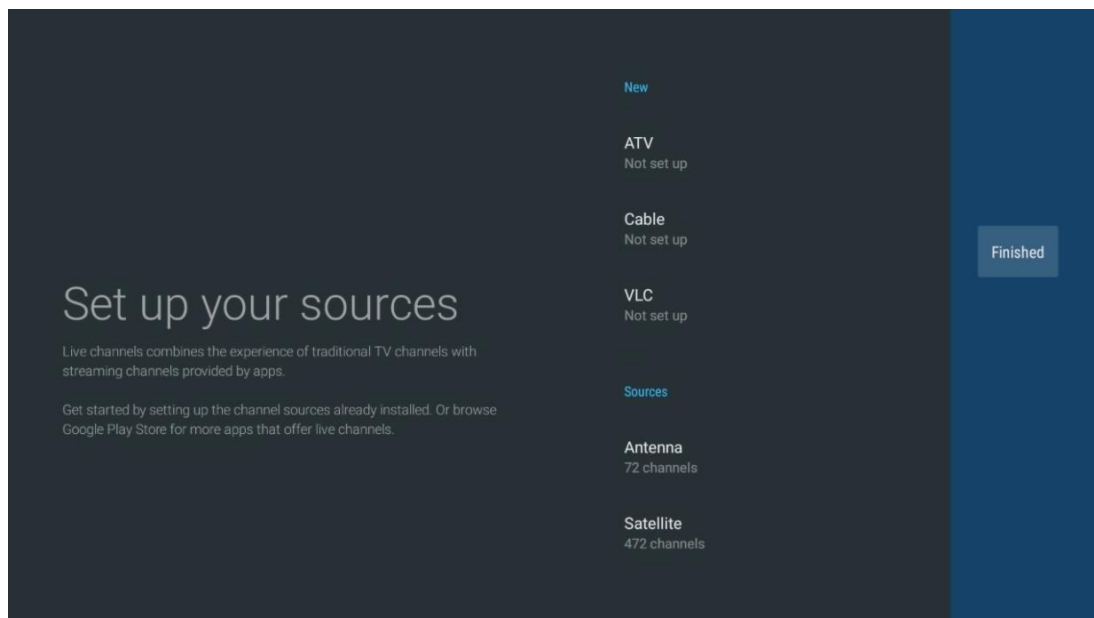 Set up your sources
Live channels combines the experience of traditional TV channels with
streaming channels provided by apps.
Get started by setting up the channel sources already installed. Or browse
Google Play Store for more apps that offer live channels.
New
ATV
Not set up
Cable
Not set up
VLC
Not set up
Sources
Antenna
72 channels
Satellite
472 channels
Finished